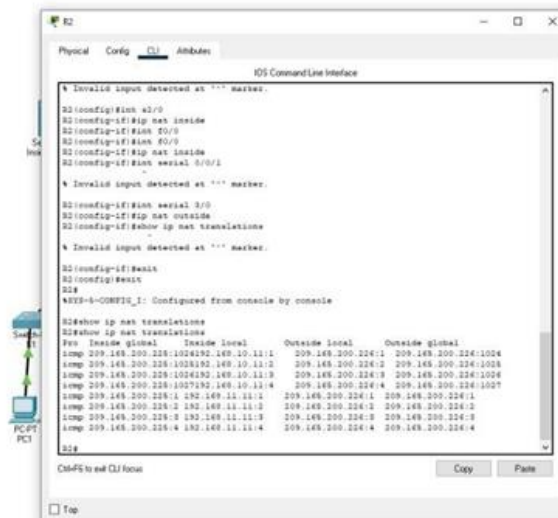 R2
Physical Config CLI Attributes
IOS Command Line Interface
% Invalid input detected at '^' marker.
R2(config)#int s2/0
R2(config-if)#ip nat inside
R2(config-if)#int f0/0
R2(config-if)#int f0/0
R2(config-if)#ip nat inside
R2(config-if)#int serial 0/0/1
^
% Invalid input detected at '^' marker.
R2(config-if)#int serial 3/0
R2(config-if)#ip nat outside
R2(config-if)#show ip nat translations
^
% Invalid input detected at '^' marker.
R2(config-if)#exit
R2(config)#exit
R2#
%SYS-5-CONFIG_I: Configured from console by console
R2#show ip nat translations
R2#show ip nat translations
Pro Inside global Inside local Outside local Outside global
icmp 209.165.200.225:1024192.168.10.11:1 209.165.200.226:1 209.165.200.226:1024
icmp 209.165.200.225:1025192.168.10.11:2 209.165.200.226:2 209.165.200.226:1025
icmp 209.165.200.225:1026192.168.10.11:3 209.165.200.226:3 209.165.200.226:1026
icmp 209.165.200.225:1027192.168.10.11:4 209.165.200.226:4 209.165.200.226:1027
icmp 209.165.200.225:1 192.168.11.11:1 209.165.200.226:1 209.165.200.226:1
icmp 209.165.200.225:2 192.168.11.11:2 209.165.200.226:2 209.165.200.226:2
icmp 209.165.200.225:3 192.168.11.11:3 209.165.200.226:3 209.165.200.226:3
icmp 209.165.200.225:4 192.168.11.11:4 209.165.200.226:4 209.165.200.226:4
R2#
Ctrl+F6 to exit CLI focus
Copy Paste
Top
PC-PT
PC1